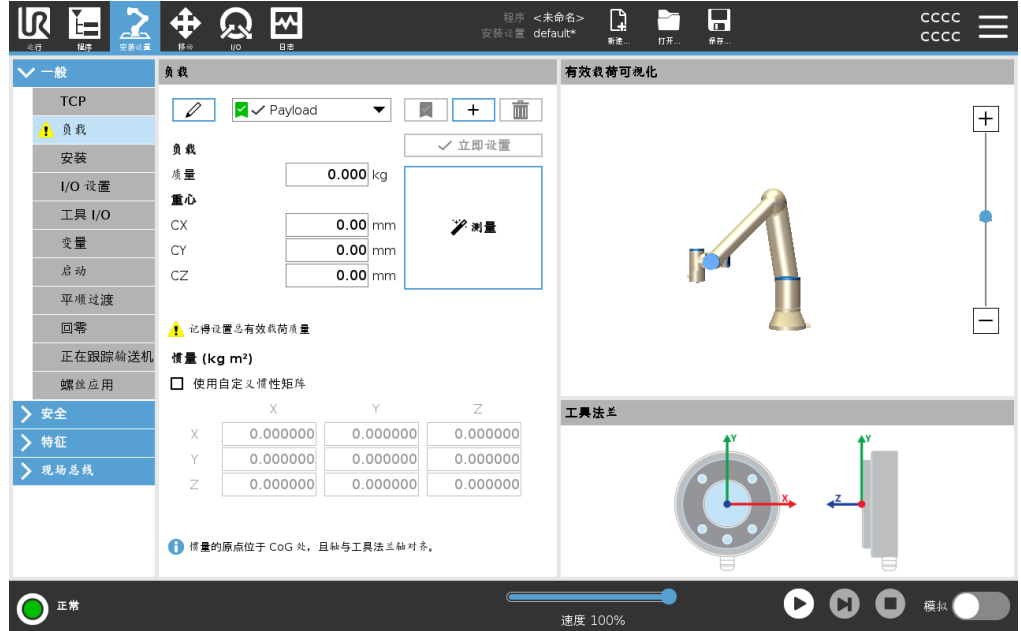 UR
运行
程序
安装设置
移动
I/O
日志
程序 <未命名>
安装设置 default*
新建...
打开...
保存...
CCCC
CCCC
一般
TCP
负载
安装
I/O 设置
工具 I/O
变量
启动
平顺过渡
回零
正在跟踪输送机
螺丝应用
安全
特征
现场总线
负载
Payload
立即设置
负载
质量 0.000 kg
重心
CX 0.00 mm
CY 0.00 mm
CZ 0.00 mm
测量
记得设置总有效载荷质量
惯量 (kg m²)
使用自定义惯性矩阵
X Y Z
X 0.000000 0.000000 0.000000
Y 0.000000 0.000000 0.000000
Z 0.000000 0.000000 0.000000
惯量的原点位于 CoG 处，且轴与工具法兰轴对齐。
有效载荷可视化
工具法兰
Y
X
Y
Z
正常
速度 100%
模拟